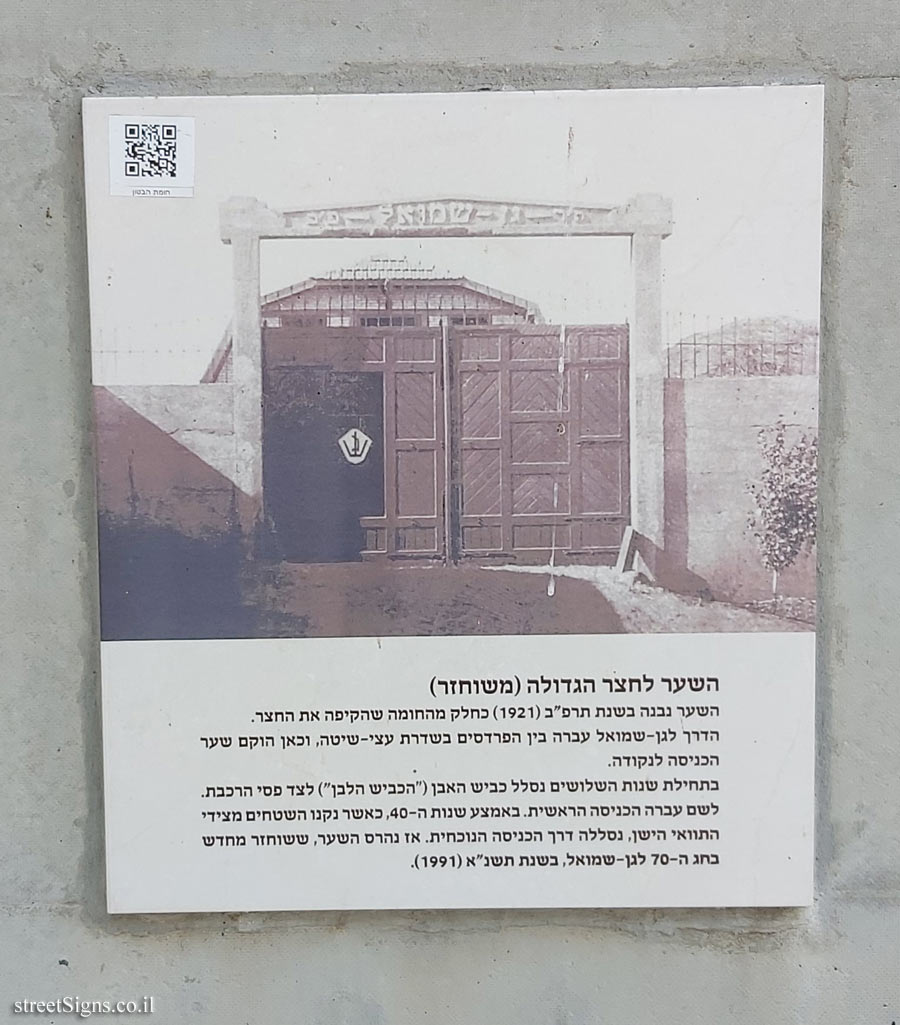 חומת הבטון
גן-שמואל
השער לחצר הגדולה (משוחזר)
השער נבנה בשנת תרפ״ב (1921) כחלק מהחומה שהקיפה את החצר.
הדרך לגן-שמואל עברה בין הפרדסים בשדרת עצי-שיטה, וכאן הוקם שער
הכניסה לנקודה.
בתחילת שנות השלושים נסלל כביש האבן (״הכביש הלבן״) לצד פסי הרכבת.
לשם עברה הכניסה הראשית. באמצע שנות ה-40, כאשר נקנו השטחים מצידי
התוואי הישן, נסללה דרך הכניסה הנוכחית. אז נהרס השער, ששוחזר מחדש
בחג ה-70 לגן-שמואל, בשנת תשנ״א (1991).
streetSigns.co.il